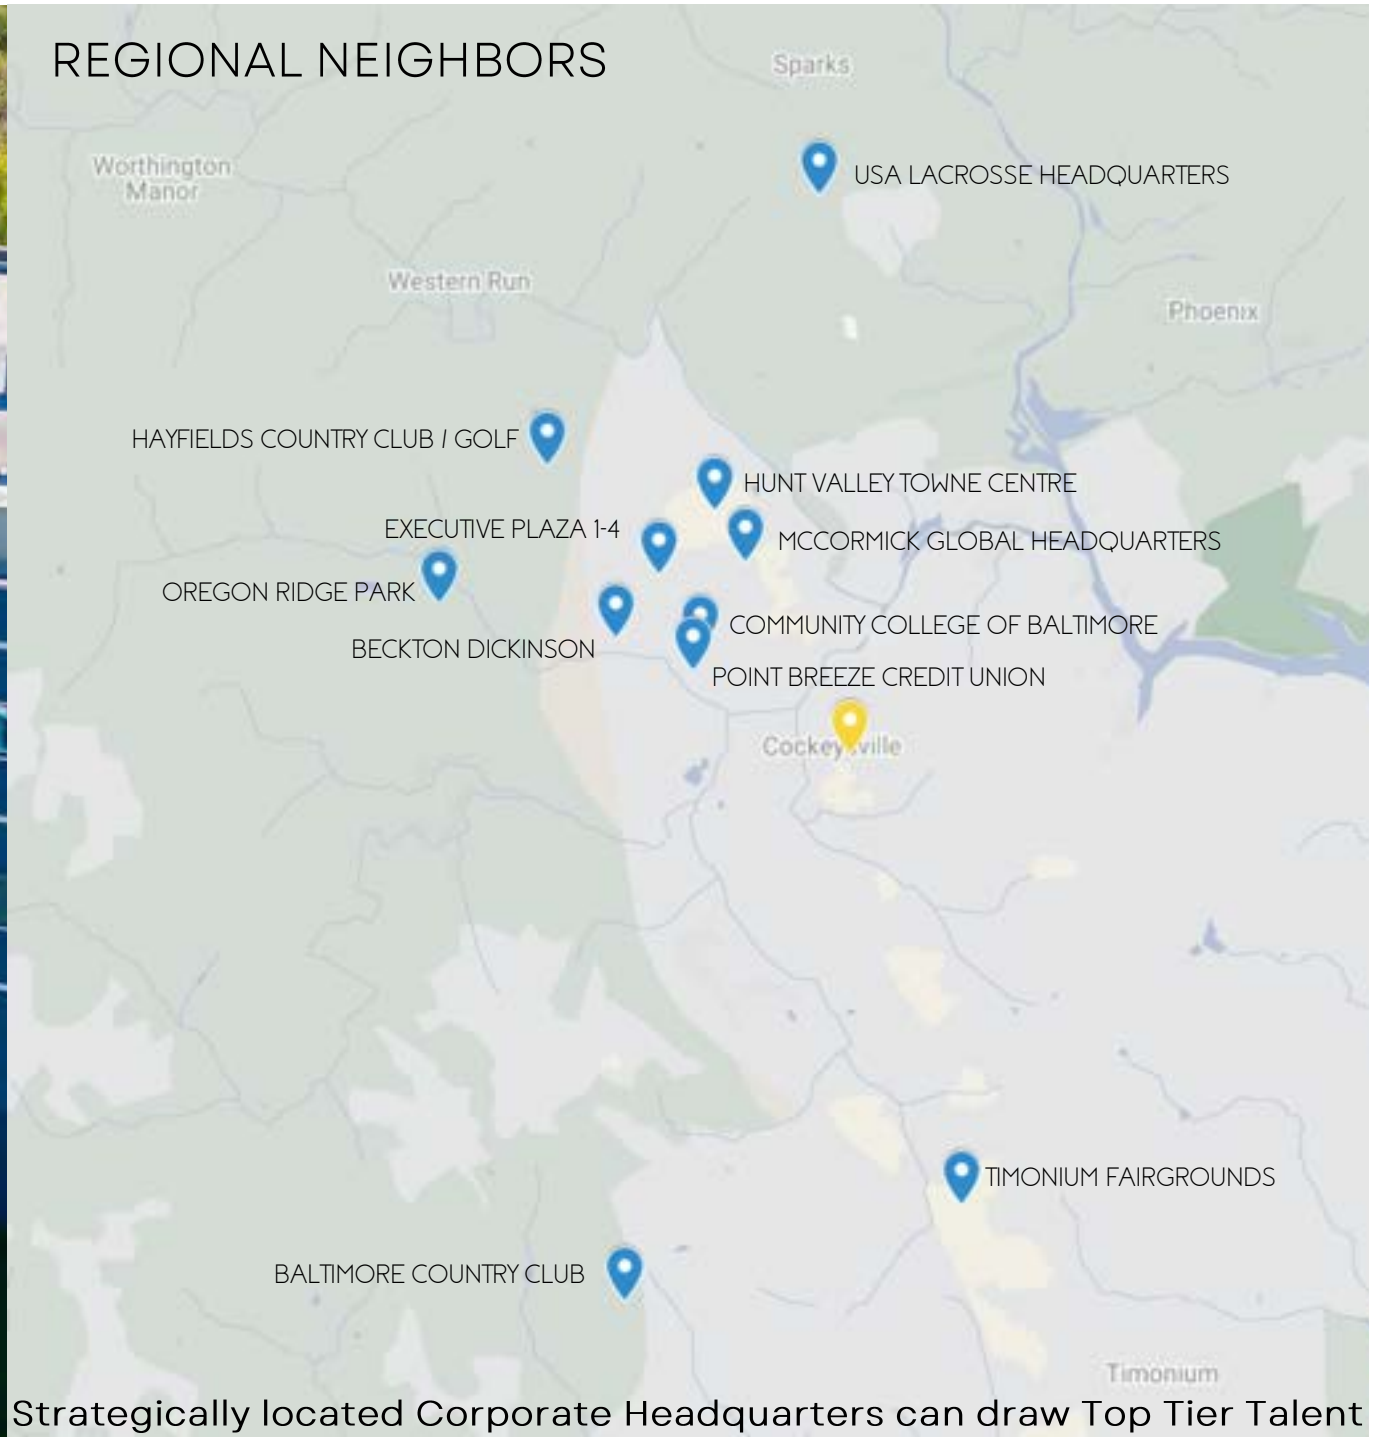 REGIONAL NEIGHBORS
Sparks
Worthington
Manor
USA LACROSSE HEADQUARTERS
Western Run
Phoenix
HAYFIELDS COUNTRY CLUB / GOLF
HUNT VALLEY TOWNE CENTRE
EXECUTIVE PLAZA 1-4
MCCORMICK GLOBAL HEADQUARTERS
OREGON RIDGE PARK
COMMUNITY COLLEGE OF BALTIMORE
BECKTON DICKINSON
POINT BREEZE CREDIT UNION
Cockeysville
TIMONIUM FAIRGROUNDS
BALTIMORE COUNTRY CLUB
Timonium
Strategically located Corporate Headquarters can draw Top Tier Talent